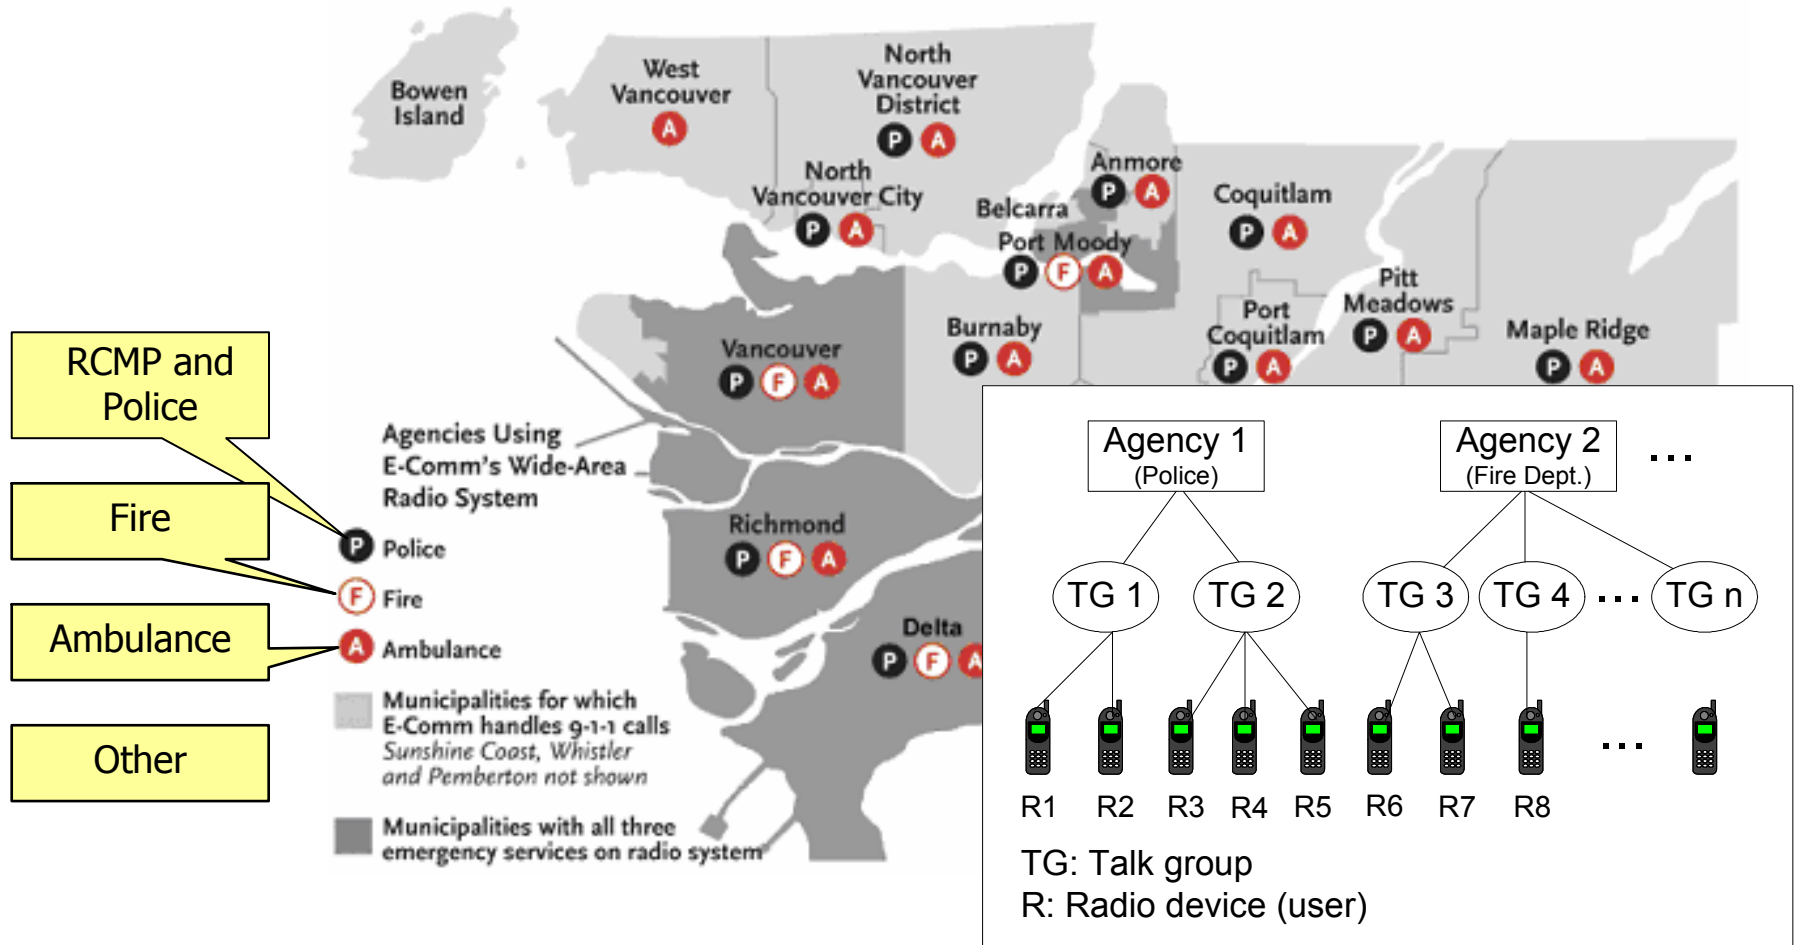 Bowen
Island
West
Vancouver
A
North
Vancouver
District
P A
North
Vancouver City
P A
Anmore
P A
Belcarra
Port Moody
P F A
Coquitlam
P A
Pitt
Meadows
P A
Port
Coquitlam
P A
Maple Ridge
P A
Burnaby
P A
Vancouver
P F A
Richmond
P F A
Delta
P F A
RCMP and
Police
Fire
Ambulance
Other
Agencies Using
E-Comm's Wide-Area
Radio System
P Police
F Fire
A Ambulance
Municipalities for which
E-Comm handles 9-1-1 calls
Sunshine Coast, Whistler
and Pemberton not shown
Municipalities with all three
emergency services on radio system
Agency 1
(Police)
Agency 2
(Fire Dept.)
...
TG 1
TG 2
TG 3
TG 4
...
TG n
...
R1
R2
R3
R4
R5
R6
R7
R8
TG: Talk group
R: Radio device (user)